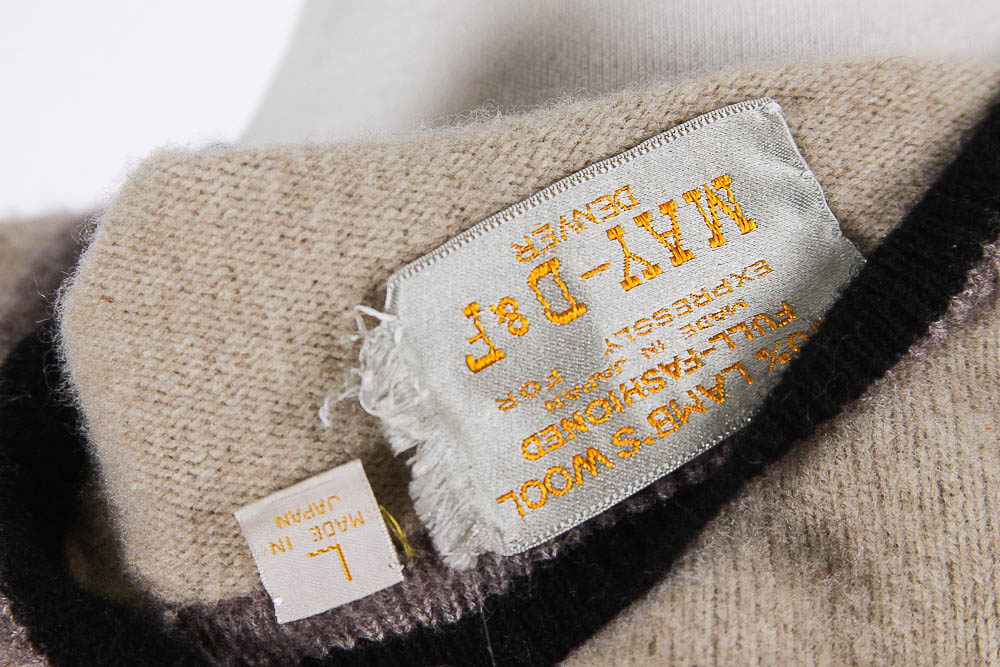 LAMB'S WOOL
FULL-FASHIONED
MADE IN JAPAN
EXPRESSLY FOR
MAY-D&F
DENVER
L
MADE IN
JAPAN